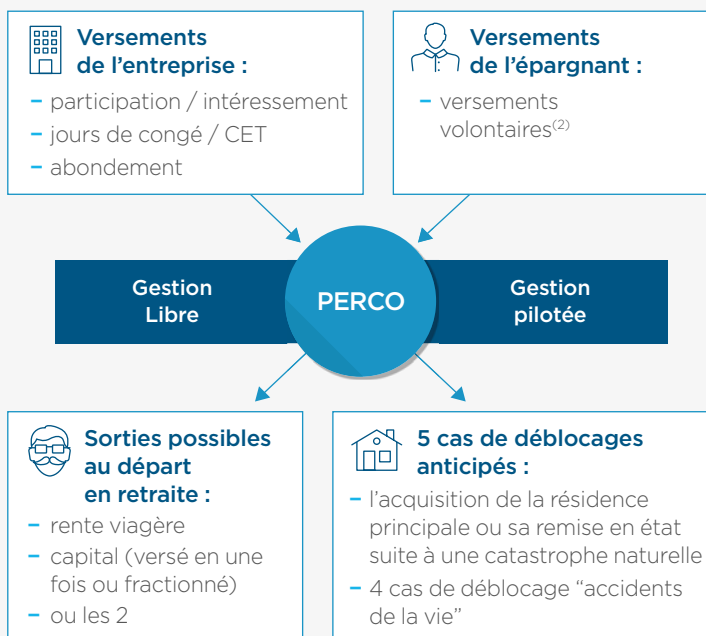 Versements
de l'entreprise :
– participation / intéressement
– jours de congé / CET
– abondement
Versements
de l'épargnant :
– versements
volontaires(2)
Gestion
Libre
PERCO
Gestion
pilotée
Sorties possibles
au départ
en retraite :
– rente viagère
– capital (versé en une
fois ou fractionné)
– ou les 2
5 cas de déblocages
anticipés :
– l'acquisition de la résidence
principale ou sa remise en état
suite à une catastrophe naturelle
– 4 cas de déblocage “accidents
de la vie”